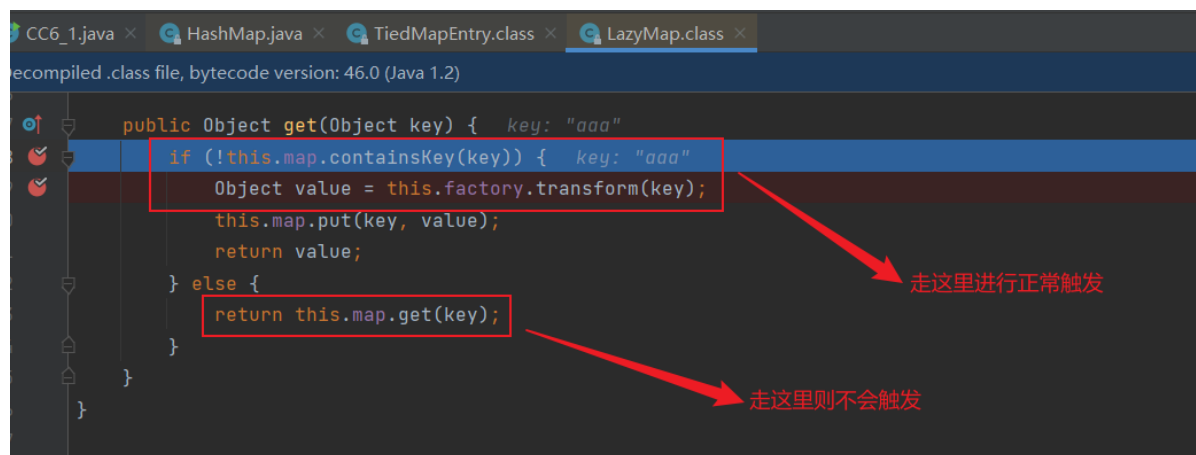 CC6_1.java × HashMap.java × TiedMapEntry.class × LazyMap.class ×
ecompiled .class file, bytecode version: 46.0 (Java 1.2)
public Object get(Object key) { key: "aaa"
if (!this.map.containsKey(key)) { key: "aaa"
Object value = this.factory.transform(key);
this.map.put(key, value);
return value;
走这里进行正常触发
} else {
return this.map.get(key);
}
}
走这里则不会触发
}